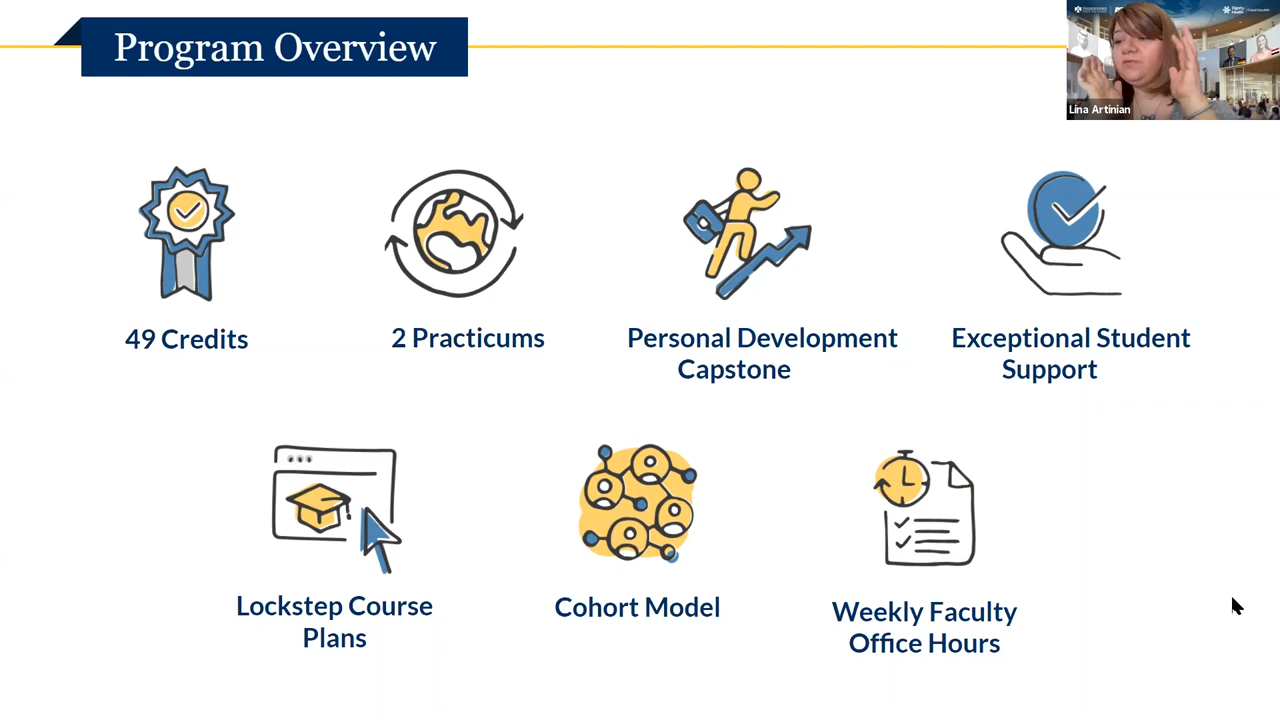 Program Overview
Lina Artinian
49 Credits
2 Practicums
Personal Development
Capstone
Exceptional Student
Support
Lockstep Course
Plans
Cohort Model
Weekly Faculty
Office Hours